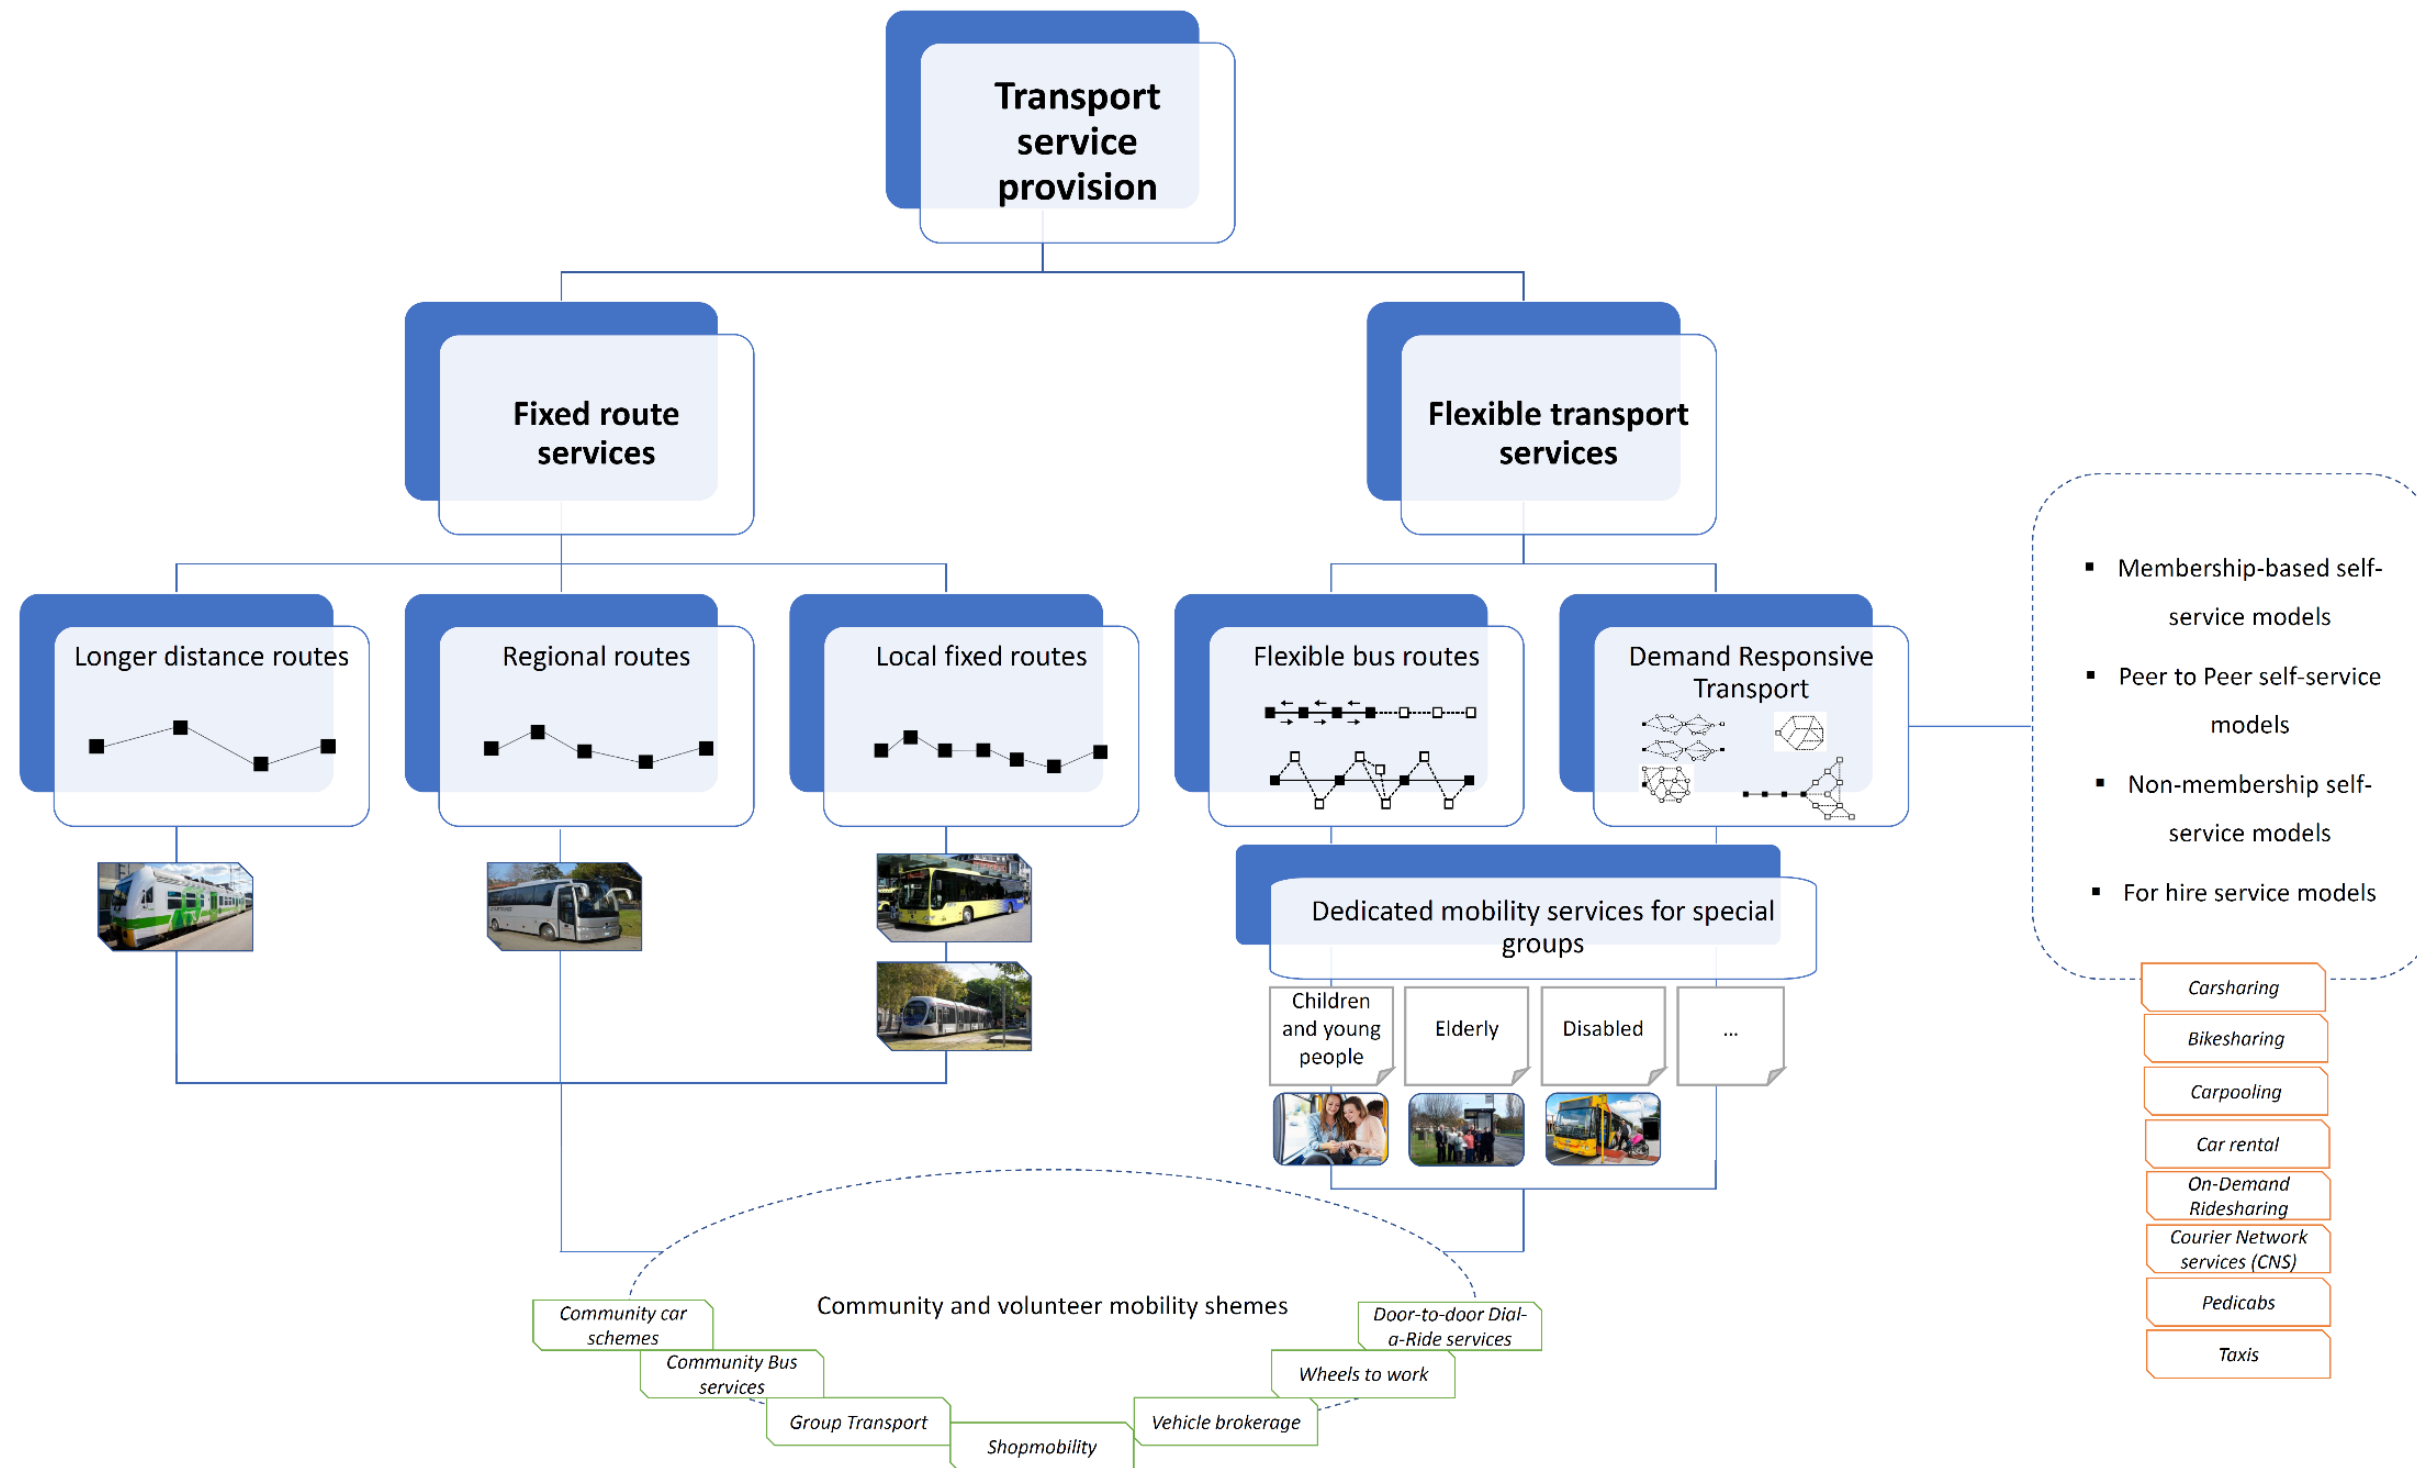 Transport
service
provision
Fixed route
services
Flexible transport
services
Longer distance routes
Regional routes
Local fixed routes
Flexible bus routes
Demand Responsive
Transport
▪ Membership-based self-
service models
▪ Peer to Peer self-service
models
▪ Non-membership self-
service models
▪ For hire service models
Dedicated mobility services for special
groups
Children
and young
people
Elderly
Disabled
...
Carsharing
Bikesharing
Carpooling
Car rental
On-Demand
Ridesharing
Courier Network
services (CNS)
Pedicabs
Taxis
Community and volunteer mobility shemes
Community car
schemes
Community Bus
services
Group Transport
Shopmobility
Vehicle brokerage
Wheels to work
Door-to-door Dial-
a-Ride services